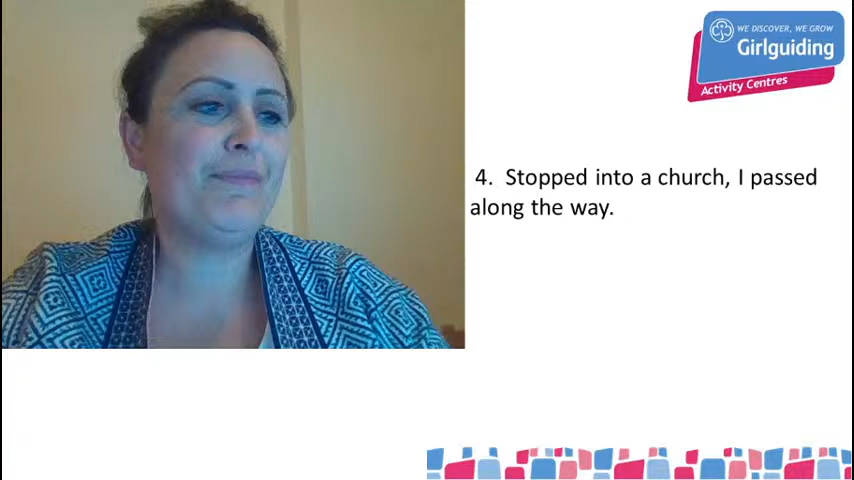 WE DISCOVER, WE GROW
Girlguiding
Activity Centres
4. Stopped into a church, I passed
along the way.